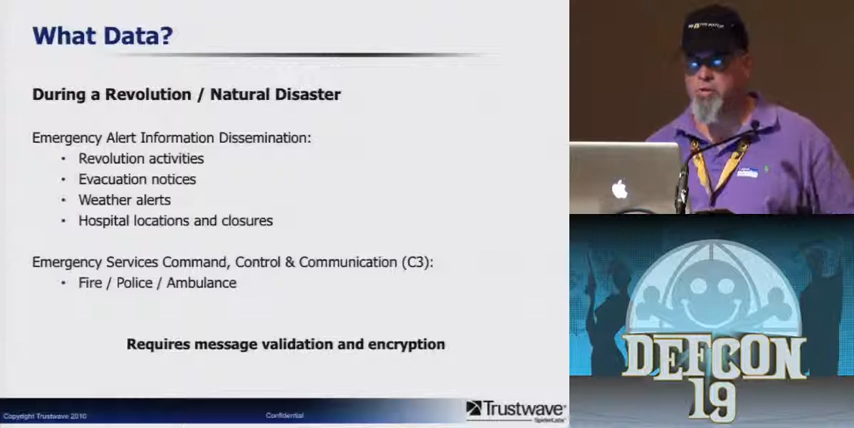 What Data?
During a Revolution / Natural Disaster
Emergency Alert Information Dissemination:
• Revolution activities
• Evacuation notices
• Weather alerts
• Hospital locations and closures
Emergency Services Command, Control & Communication (C3):
• Fire / Police / Ambulance
Requires message validation and encryption
Copyright Trustwave 2010
Confidential
Trustwave®
SpiderLabs®
DEFCON
19